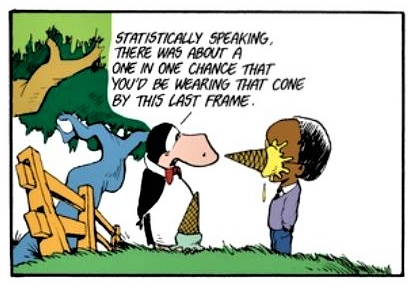 STATISTICALLY SPEAKING,
THERE WAS ABOUT A
ONE IN ONE CHANCE THAT
YOU'D BE WEARING THAT CONE
BY THIS LAST FRAME.